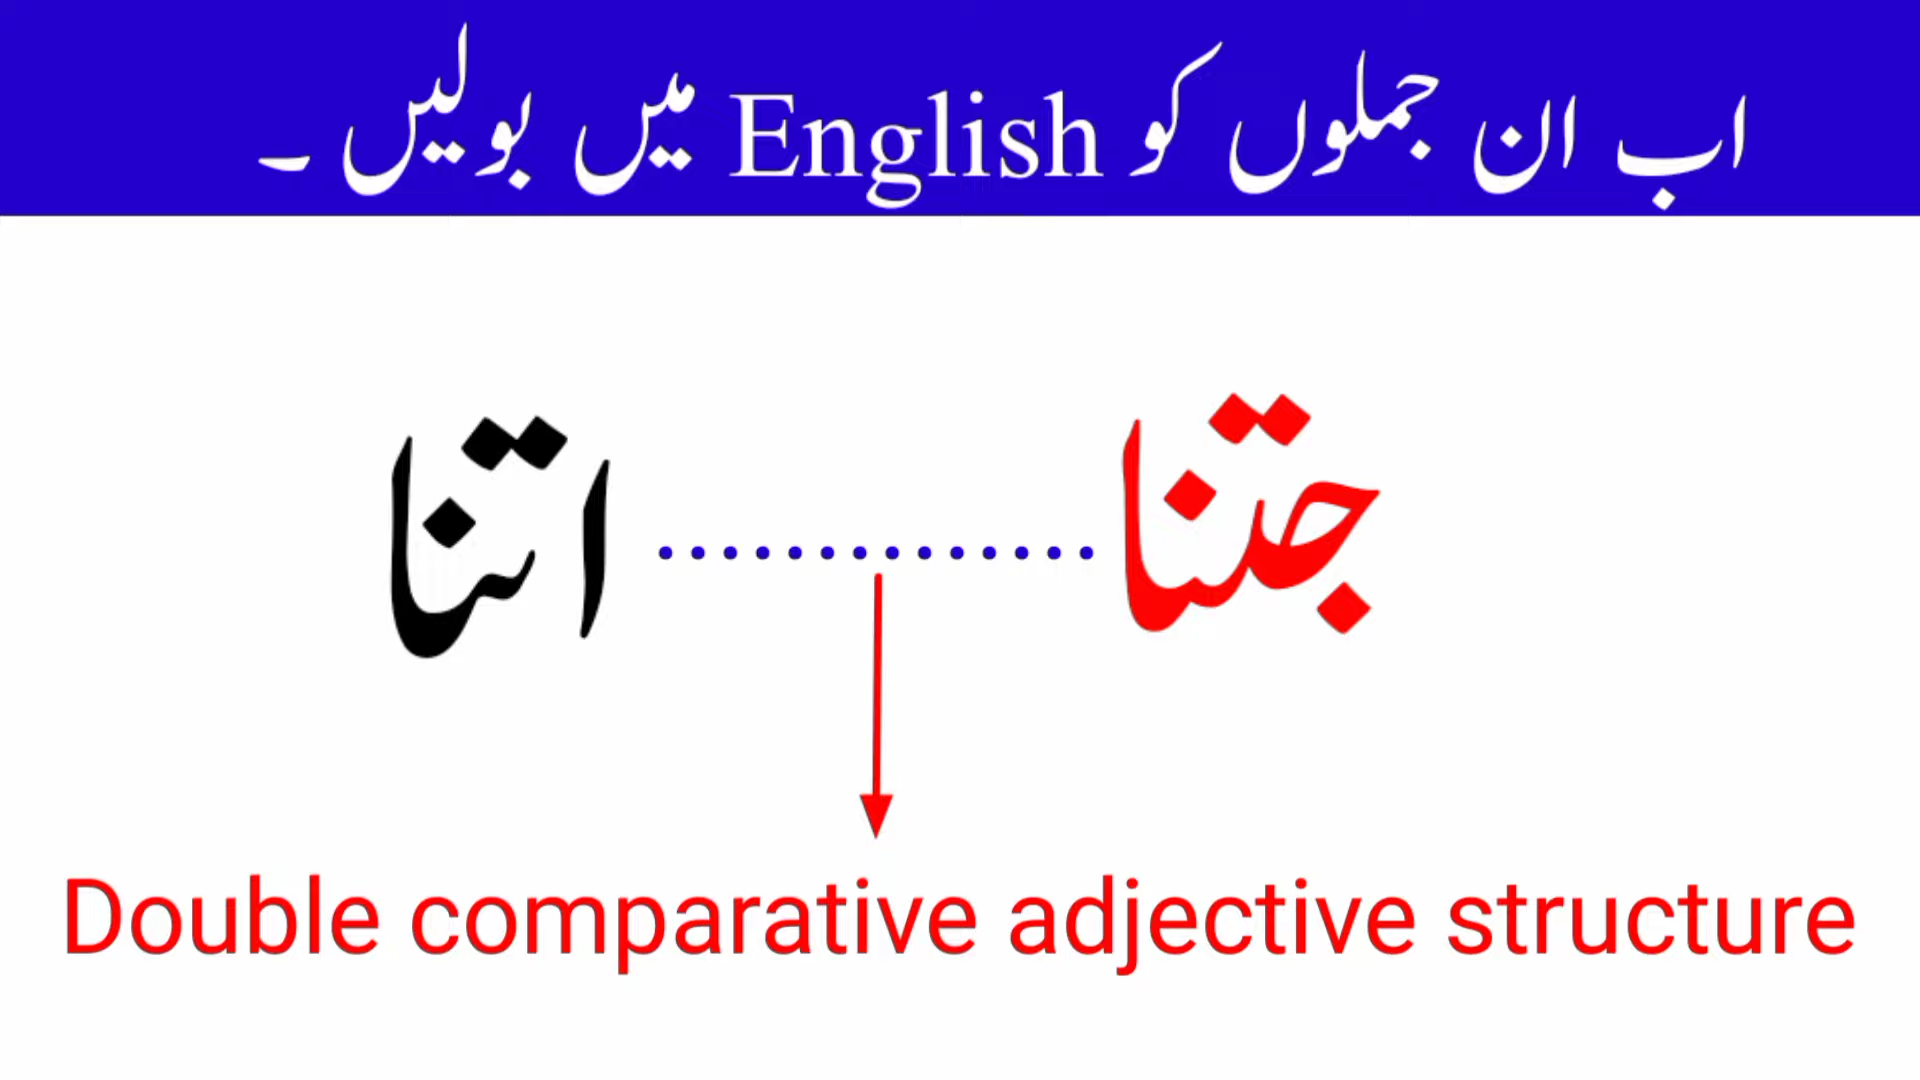 اب ان جملوں کو English میں بولیں ۔
جتنا .............. اتنا
Double comparative adjective structure